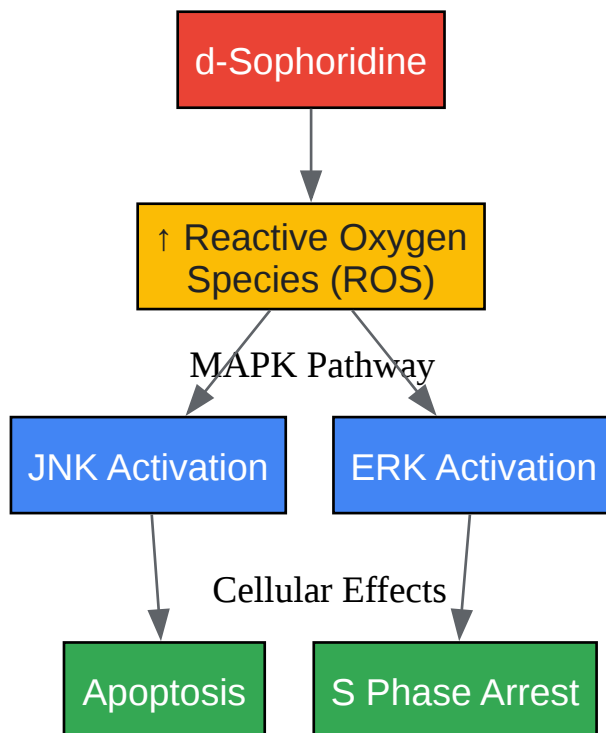 d-Sophoridine
↑ Reactive Oxygen
Species (ROS)
MAPK Pathway
JNK Activation
ERK Activation
Cellular Effects
Apoptosis
S Phase Arrest